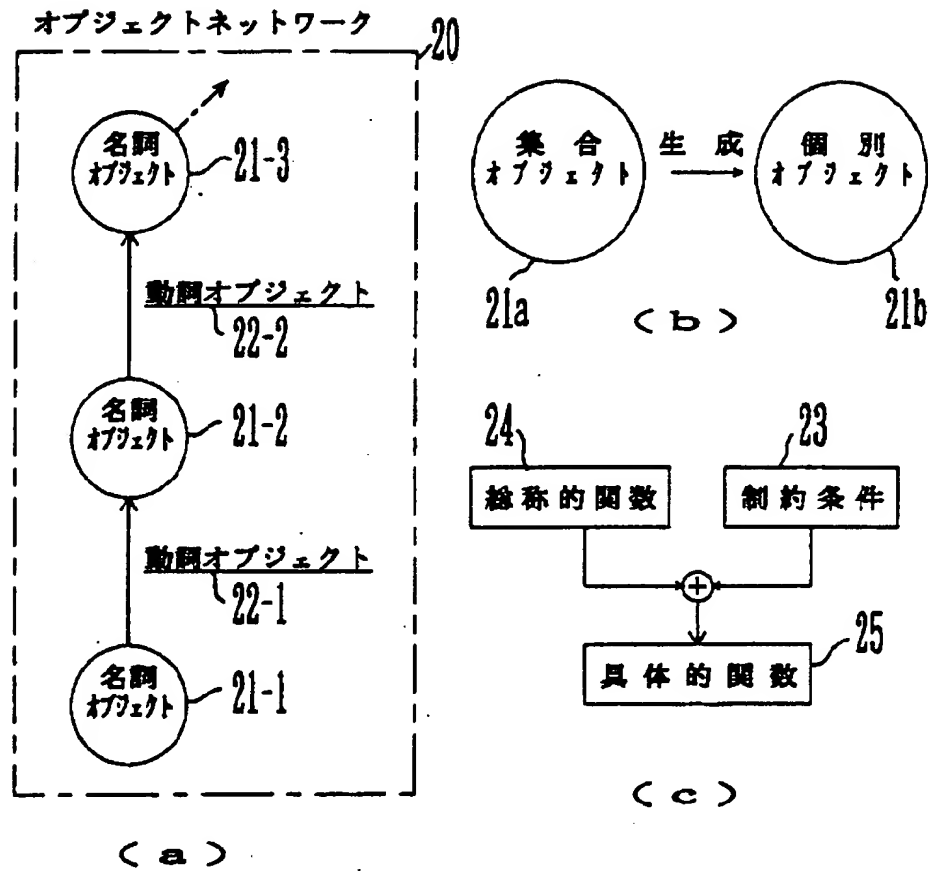 オブジェクトネットワーク
20
名詞
オブジェクト
21-3
動詞オブジェクト
22-2
名詞
オブジェクト
21-2
動詞オブジェクト
22-1
名詞
オブジェクト
21-1
(a)
集合
オブジェクト
生成
個別
オブジェクト
21a
21b
(b)
24
総称的関数
23
制約条件
+
25
具体的関数
(c)